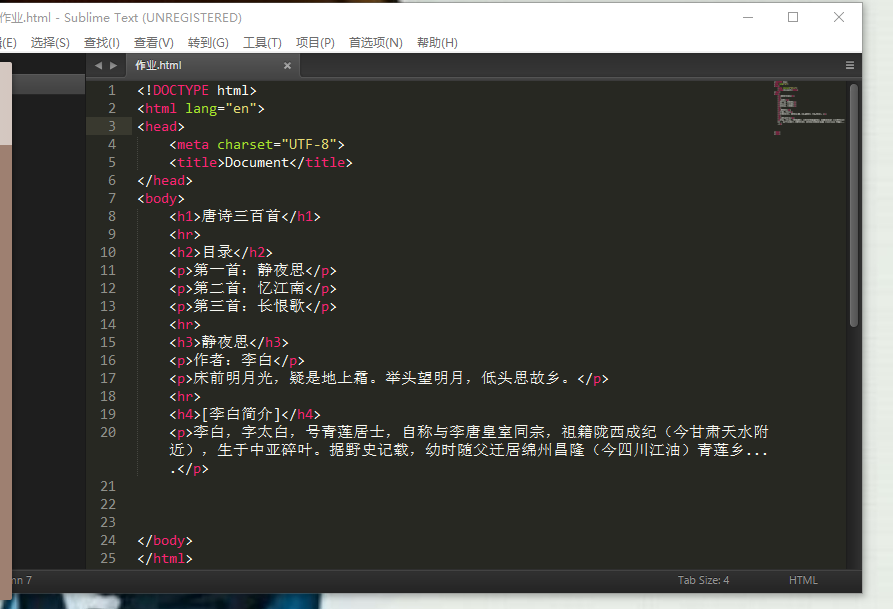 作业.html - Sublime Text (UNREGISTERED)
(E) 选择(S) 查找(I) 查看(V) 转到(G) 工具(T) 项目(P) 首选项(N) 帮助(H)
作业.html
1 <!DOCTYPE html>
2 <html lang="en">
3 <head>
4 <meta charset="UTF-8">
5 <title>Document</title>
6 </head>
7 <body>
8 <h1>唐诗三百首</h1>
9 <hr>
10 <h2>目录</h2>
11 <p>第一首：静夜思</p>
12 <p>第二首：忆江南</p>
13 <p>第三首：长恨歌</p>
14 <hr>
15 <h3>静夜思</h3>
16 <p>作者：李白</p>
17 <p>床前明月光，疑是地上霜。举头望明月，低头思故乡。</p>
18 <hr>
19 <h4>[李白简介]</h4>
20 <p>李白，字太白，号青莲居士，自称与李唐皇室同宗，祖籍陇西成纪（今甘肃天水附
近），生于中亚碎叶。据野史记载，幼时随父迁居绵州昌隆（今四川江油）青莲乡...
.</p>
21
22
23
24 </body>
25 </html>
mn 7 Tab Size: 4 HTML